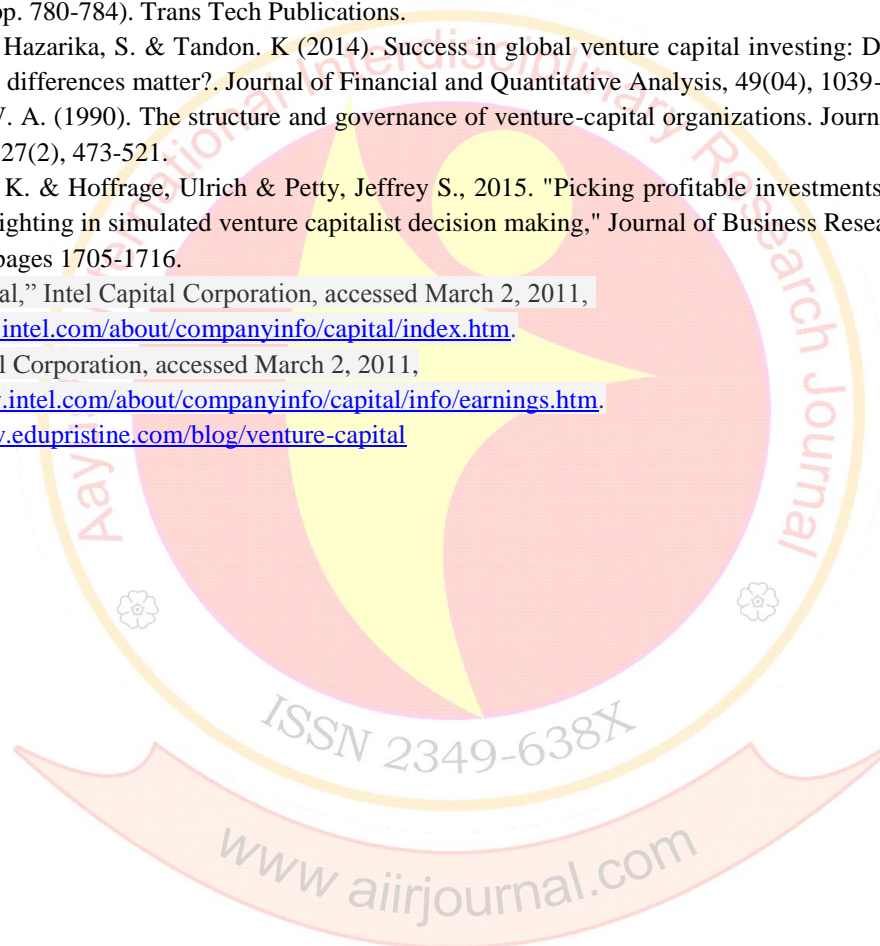 pp. 780-784). Trans Tech Publications.
Hazarika, S. & Tandon. K (2014). Success in global venture capital investing: D
differences matter?. Journal of Financial and Quantitative Analysis, 49(04), 1039-
. A. (1990). The structure and governance of venture-capital organizations. Journ
27(2), 473-521.
K. & Hoffrage, Ulrich & Petty, Jeffrey S., 2015. "Picking profitable investments
ighting in simulated venture capitalist decision making," Journal of Business Resea
pages 1705-1716.
al,” Intel Capital Corporation, accessed March 2, 2011,
.intel.com/about/companyinfo/capital/index.htm.
l Corporation, accessed March 2, 2011,
.intel.com/about/companyinfo/capital/info/earnings.htm.
.edupristine.com/blog/venture-capital
Aayushi International Interdisciplinary Research Journal
ISSN 2349-638X
www aiirjournal.com